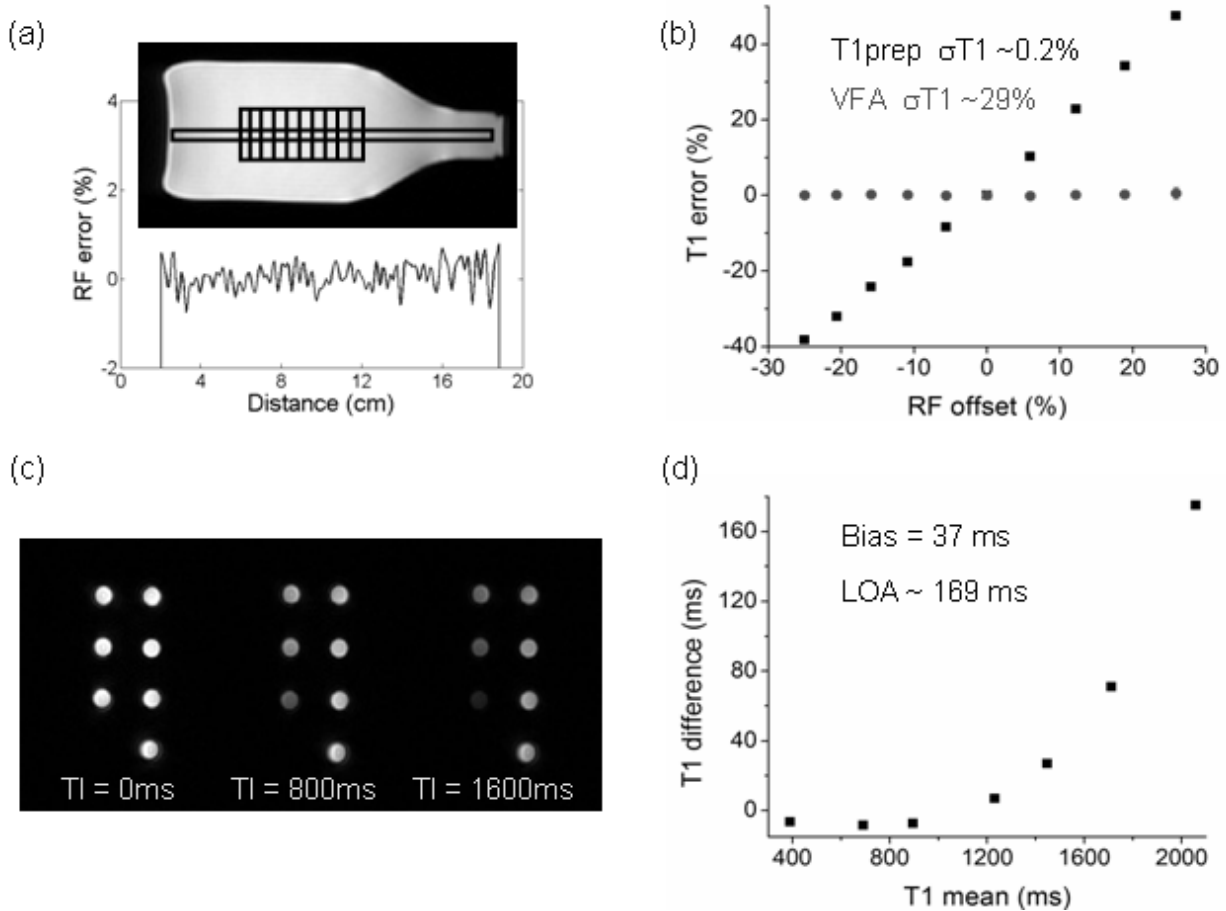 (a)
RF error (%)
4
2
0
-2
0 4 8 12 16 20
Distance (cm)
(b)
T1prep σT1 ~0.2%
VFA σT1 ~29%
T1 error (%)
40
20
0
-20
-40
-30 -20 -10 0 10 20 30
RF offset (%)
(c)
TI = 0ms TI = 800ms TI = 1600ms
(d)
Bias = 37 ms
LOA ~ 169 ms
T1 difference (ms)
160
120
80
40
0
400 800 1200 1600 2000
T1 mean (ms)